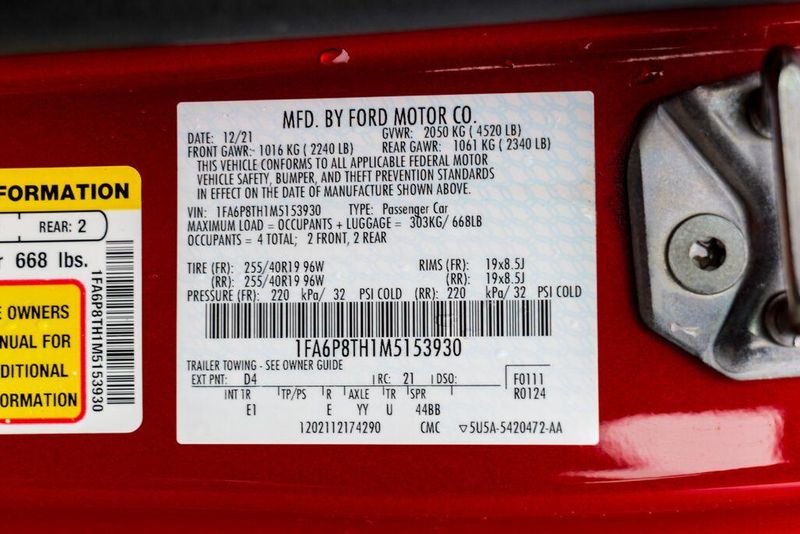 MFD. BY FORD MOTOR CO.
DATE: 12/21 GVWR: 2050 KG ( 4520 LB)
FRONT GAWR: 1016 KG ( 2240 LB) REAR GAWR: 1061 KG ( 2340 LB)
THIS VEHICLE CONFORMS TO ALL APPLICABLE FEDERAL MOTOR
VEHICLE SAFETY, BUMPER, AND THEFT PREVENTION STANDARDS
IN EFFECT ON THE DATE OF MANUFACTURE SHOWN ABOVE.
VIN: 1FA6P8TH1M5153930 TYPE: Passenger Car
MAXIMUM LOAD = OCCUPANTS + LUGGAGE = 303KG/ 668LB
OCCUPANTS = 4 TOTAL; 2 FRONT, 2 REAR
TIRE (FR): 255/40R19 96W RIMS (FR): 19x8.5J
(RR): 255/40R19 96W (RR): 19x8.5J
PRESSURE (FR): 220 kPa/ 32 PSI COLD (RR): 220 kPa/ 32 PSI COLD
1FA6P8TH1M5153930
TRAILER TOWING - SEE OWNER GUIDE
EXT PNT: D4 RC: 21 DSO: F0111
R0124
INT TR TP/PS R AXLE TR SPR
E1 E YY U 44BB
1202112174290 CMC ▽5U5A-5420472-AA
FORMATION
REAR: 2
668 lbs.
OWNERS
FOR
ORMATION
1FA6P8TH1M5153930